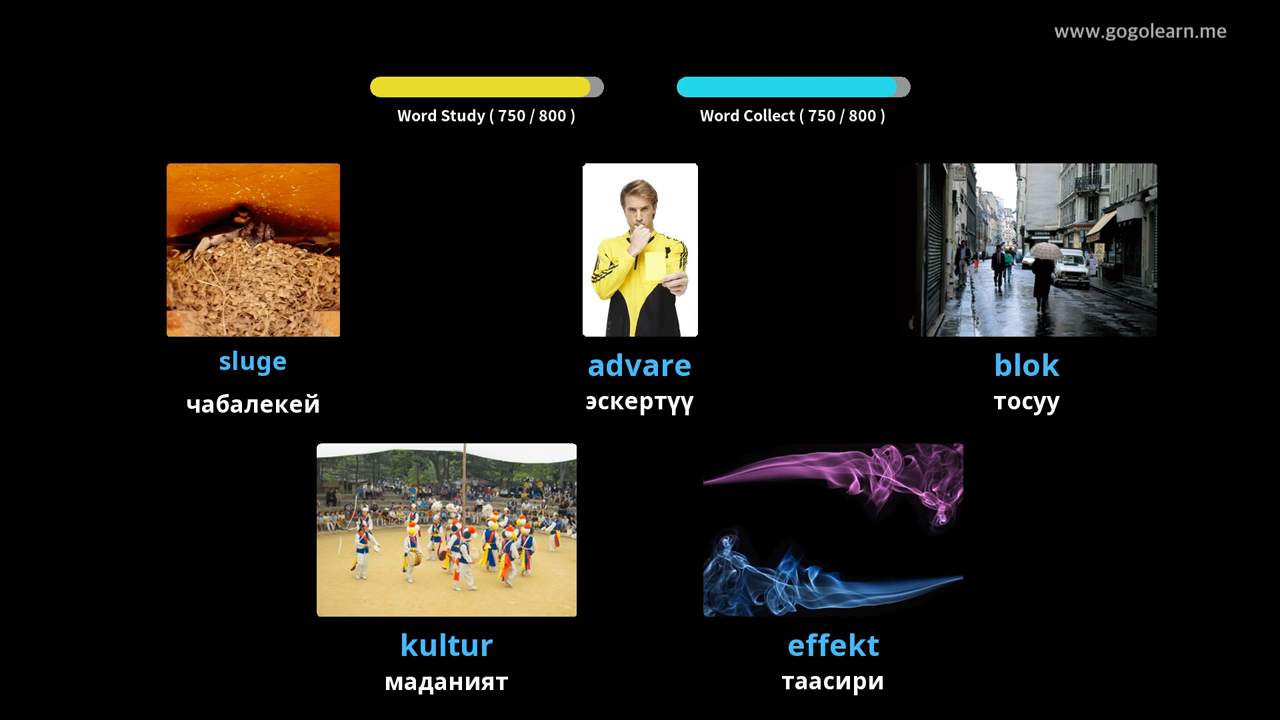 www.gogolearn.me
Word Study ( 750 / 800 )
Word Collect ( 750 / 800 )
sluge
чабалекей
advare
эскертүү
blok
тосуу
kultur
маданият
effekt
таасири